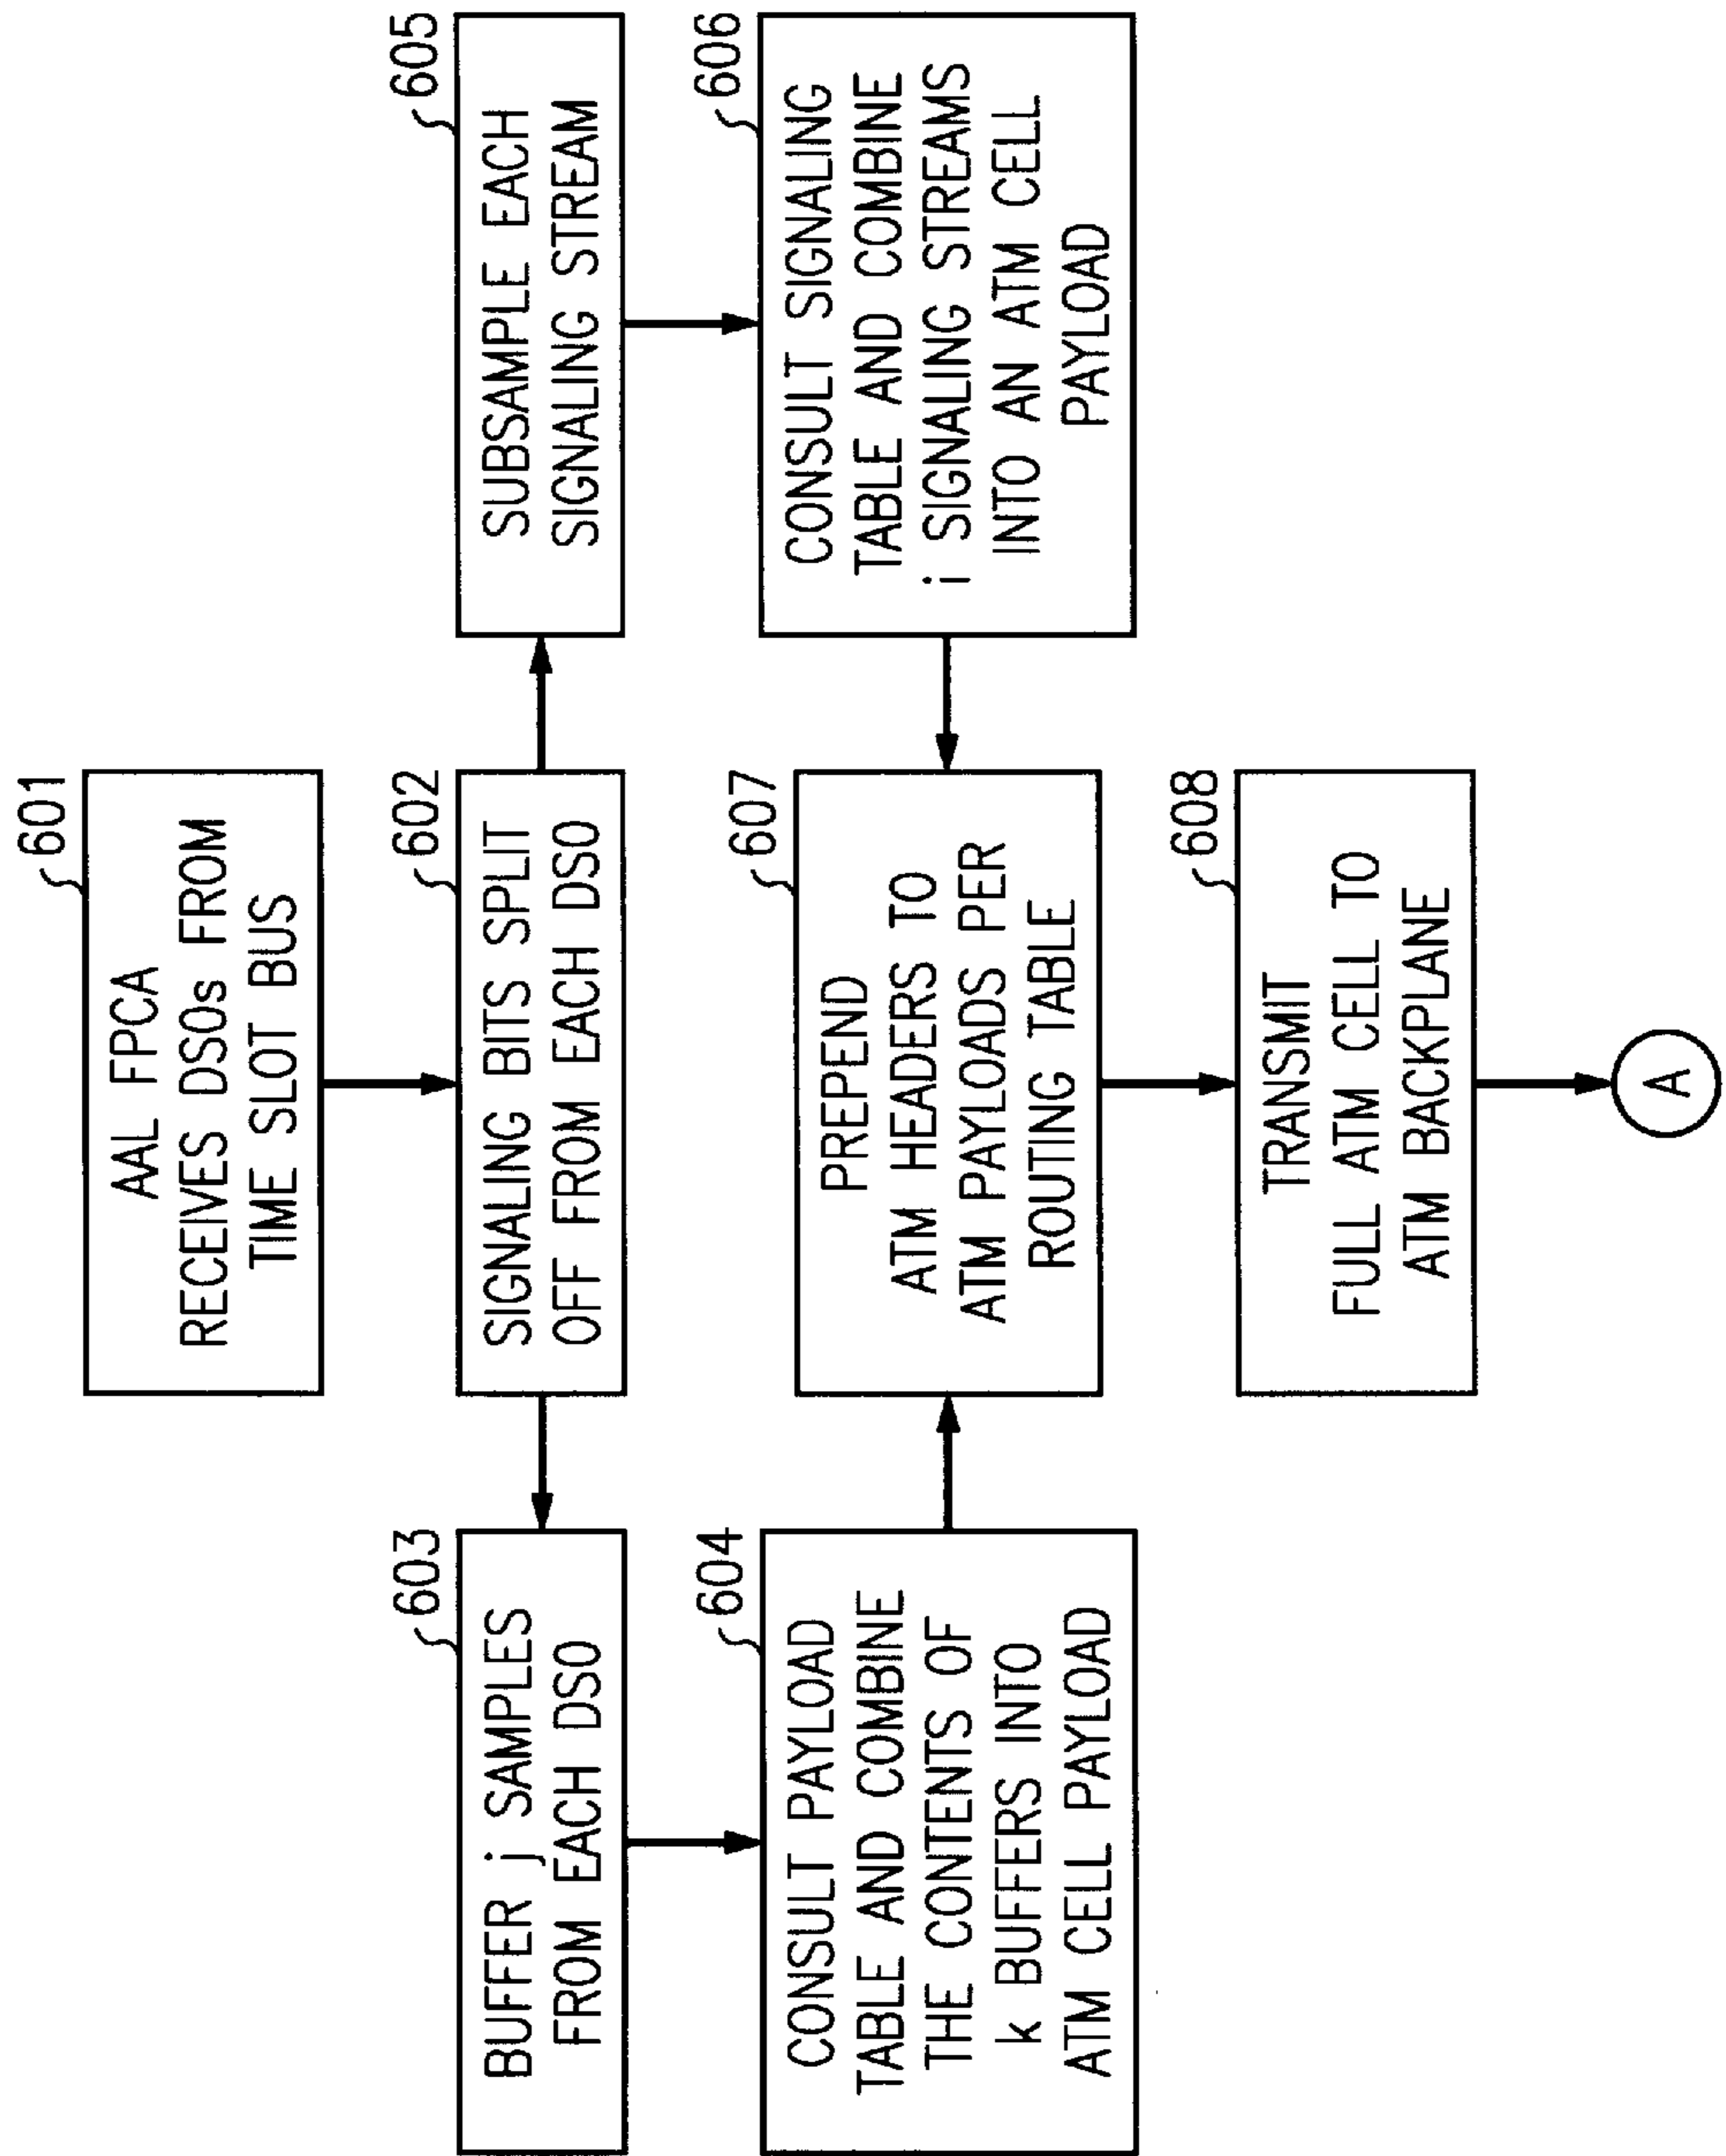 601
AAL FPCA
RECEIVES DSOs FROM
TIME SLOT BUS
602
SIGNALING BITS SPLIT
OFF FROM EACH DSO
603
BUFFER j SAMPLES
FROM EACH DSO
604
CONSULT PAYLOAD
TABLE AND COMBINE
THE CONTENTS OF
k BUFFERS INTO
ATM CELL PAYLOAD
605
SUBSAMPLE EACH
SIGNALING STREAM
606
CONSULT SIGNALING
TABLE AND COMBINE
i SIGNALING STREAMS
INTO AN ATM CELL
PAYLOAD
607
PREPEND
ATM HEADERS TO
ATM PAYLOADS PER
ROUTING TABLE
608
TRANSMIT
FULL ATM CELL TO
ATM BACKPLANE
A